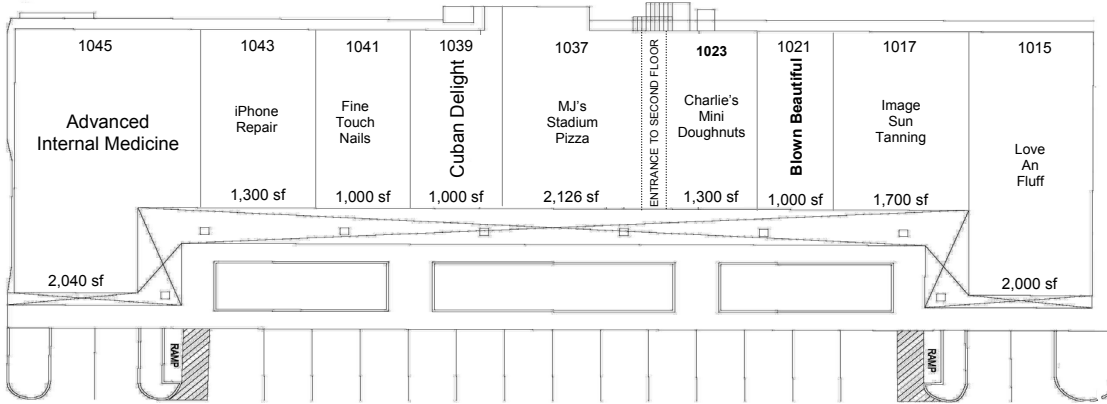 1045
Advanced
Internal Medicine
2,040 sf
1043
iPhone
Repair
1,300 sf
1041
Fine
Touch
Nails
1,000 sf
1039
Cuban Delight
1,000 sf
1037
MJ's
Stadium
Pizza
2,126 sf
ENTRANCE TO SECOND FLOOR
1023
Charlie's
Mini
Doughnuts
1,300 sf
1021
Blown Beautiful
1,000 sf
1017
Image
Sun
Tanning
1,700 sf
1015
Love
An
Fluff
2,000 sf
RAMP
RAMP